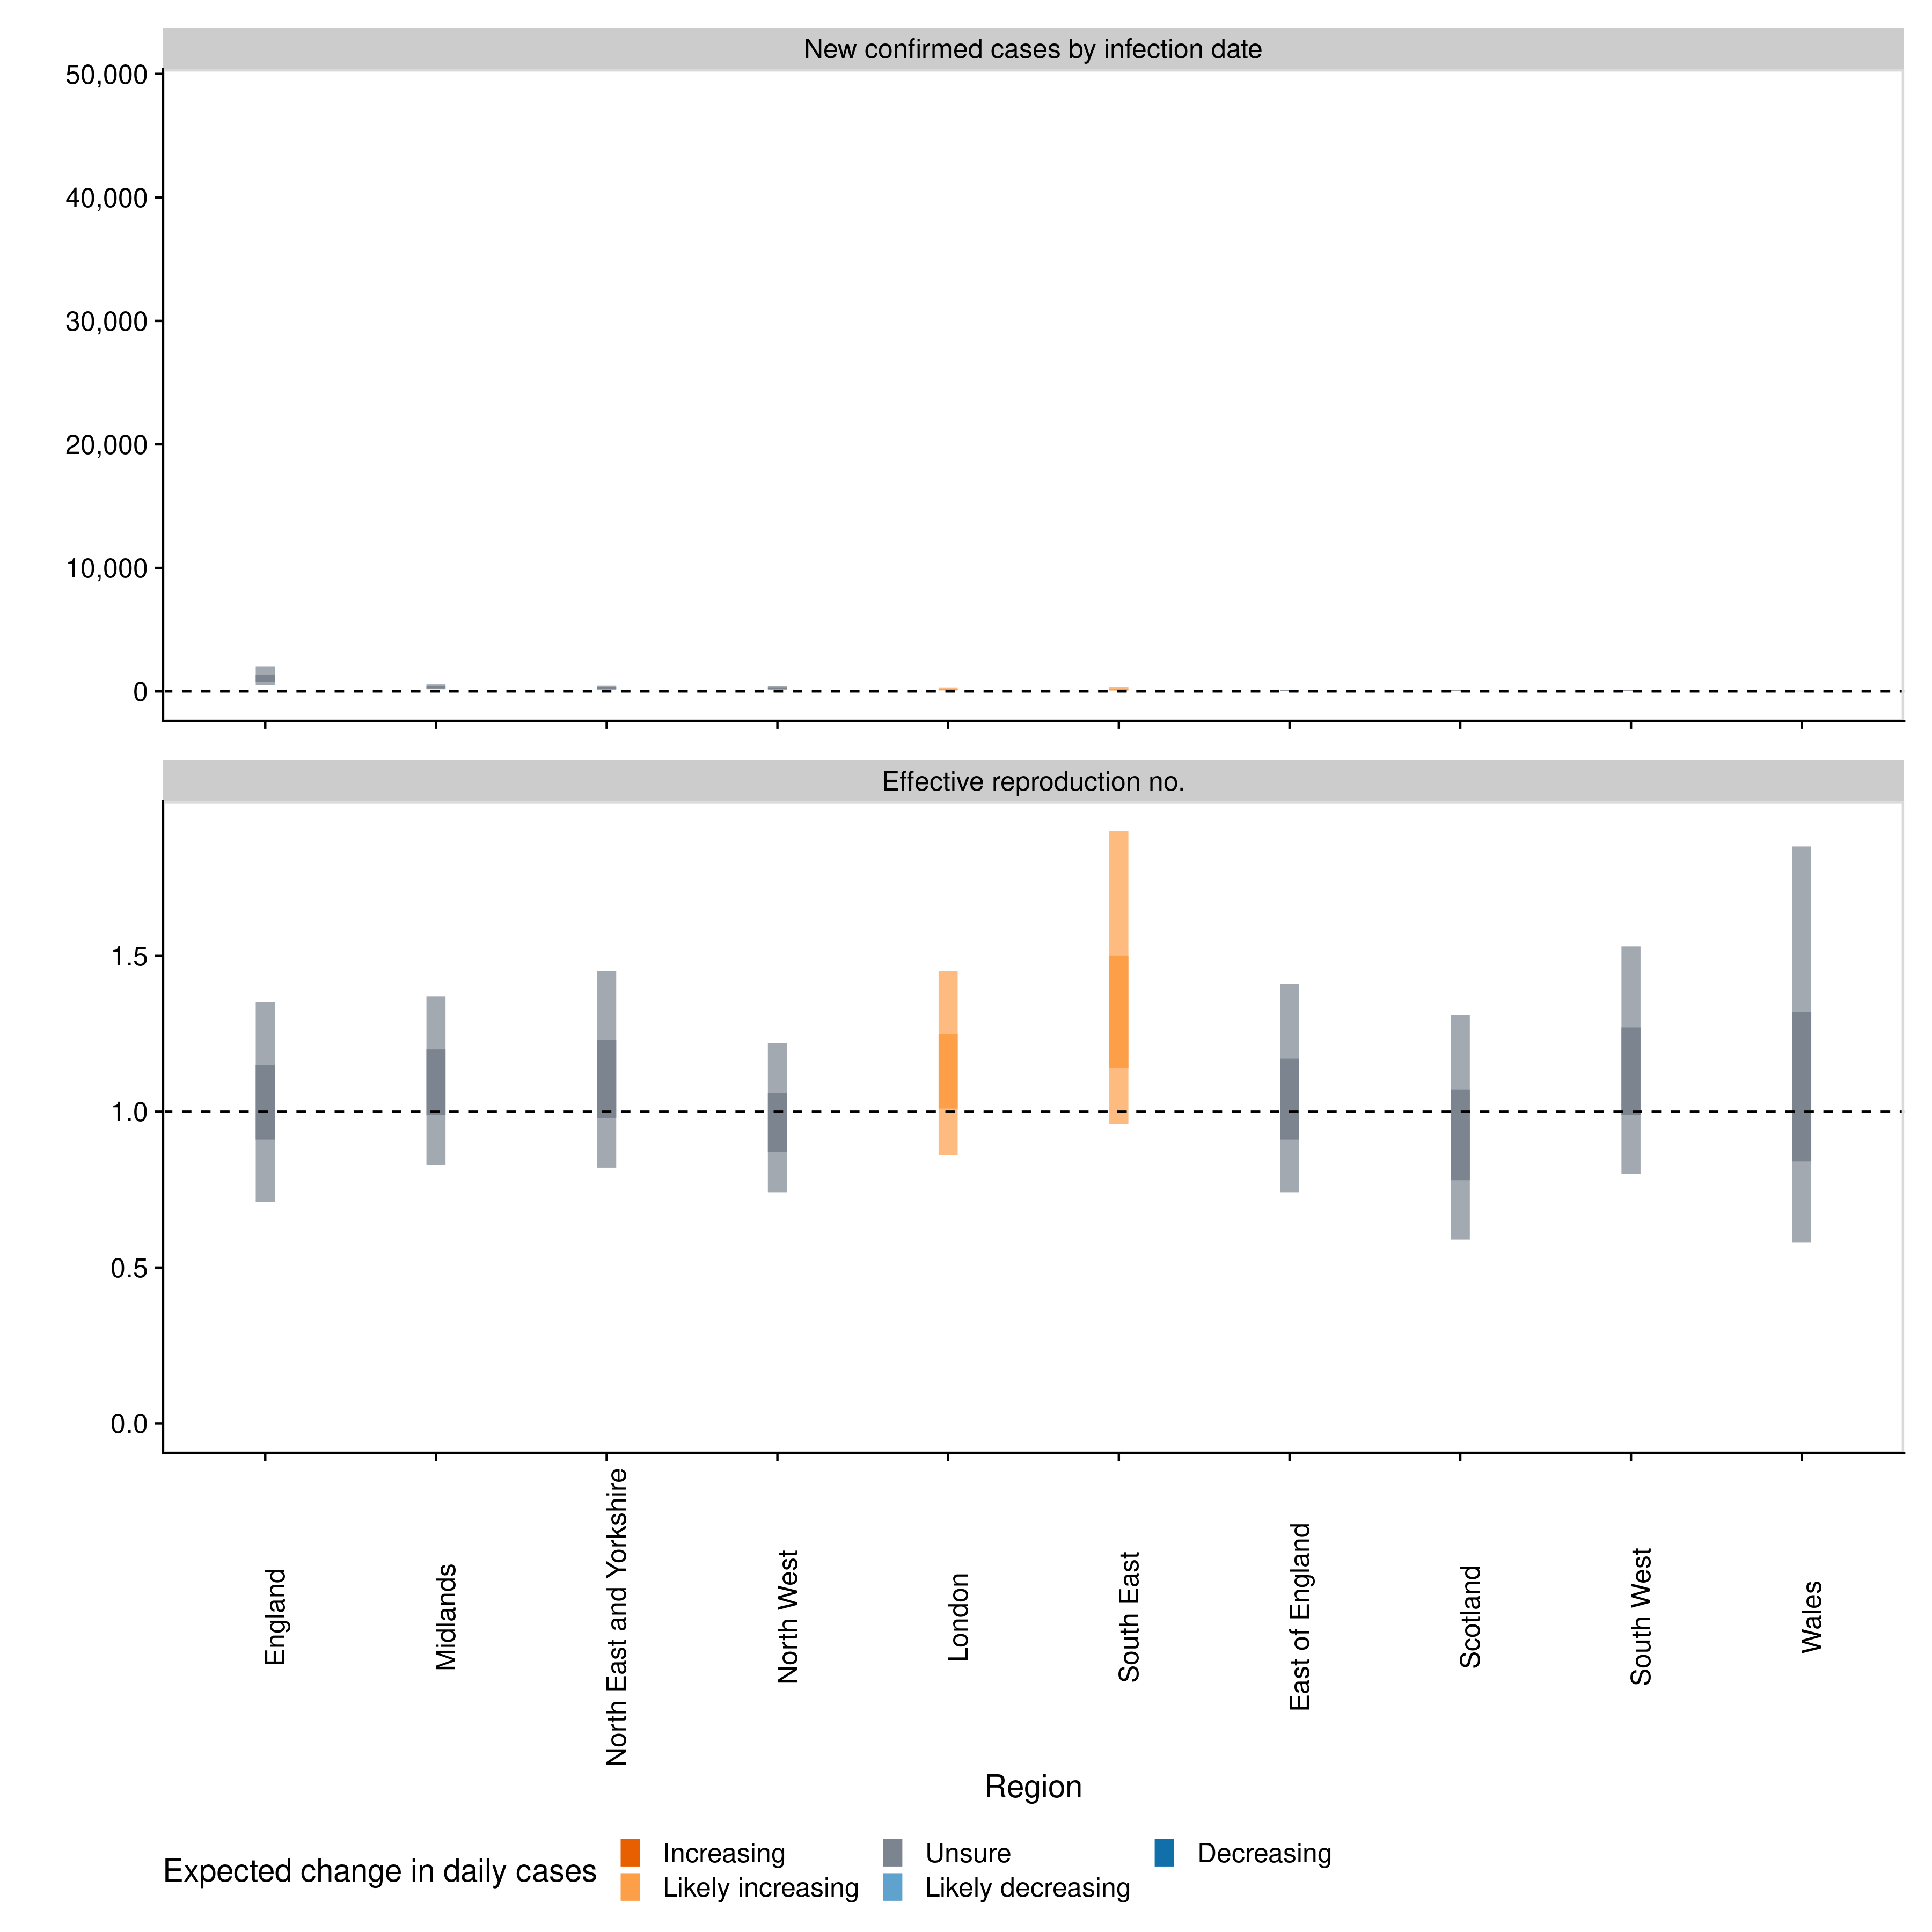 New confirmed cases by infection date
50,000
40,000
30,000
20,000
10,000
0
Effective reproduction no.
1.5
1.0
0.5
0.0
England
Midlands
North East and Yorkshire
North West
London
South East
East of England
Scotland
South West
Wales
Region
Expected change in daily cases
Increasing
Likely increasing
Unsure
Likely decreasing
Decreasing